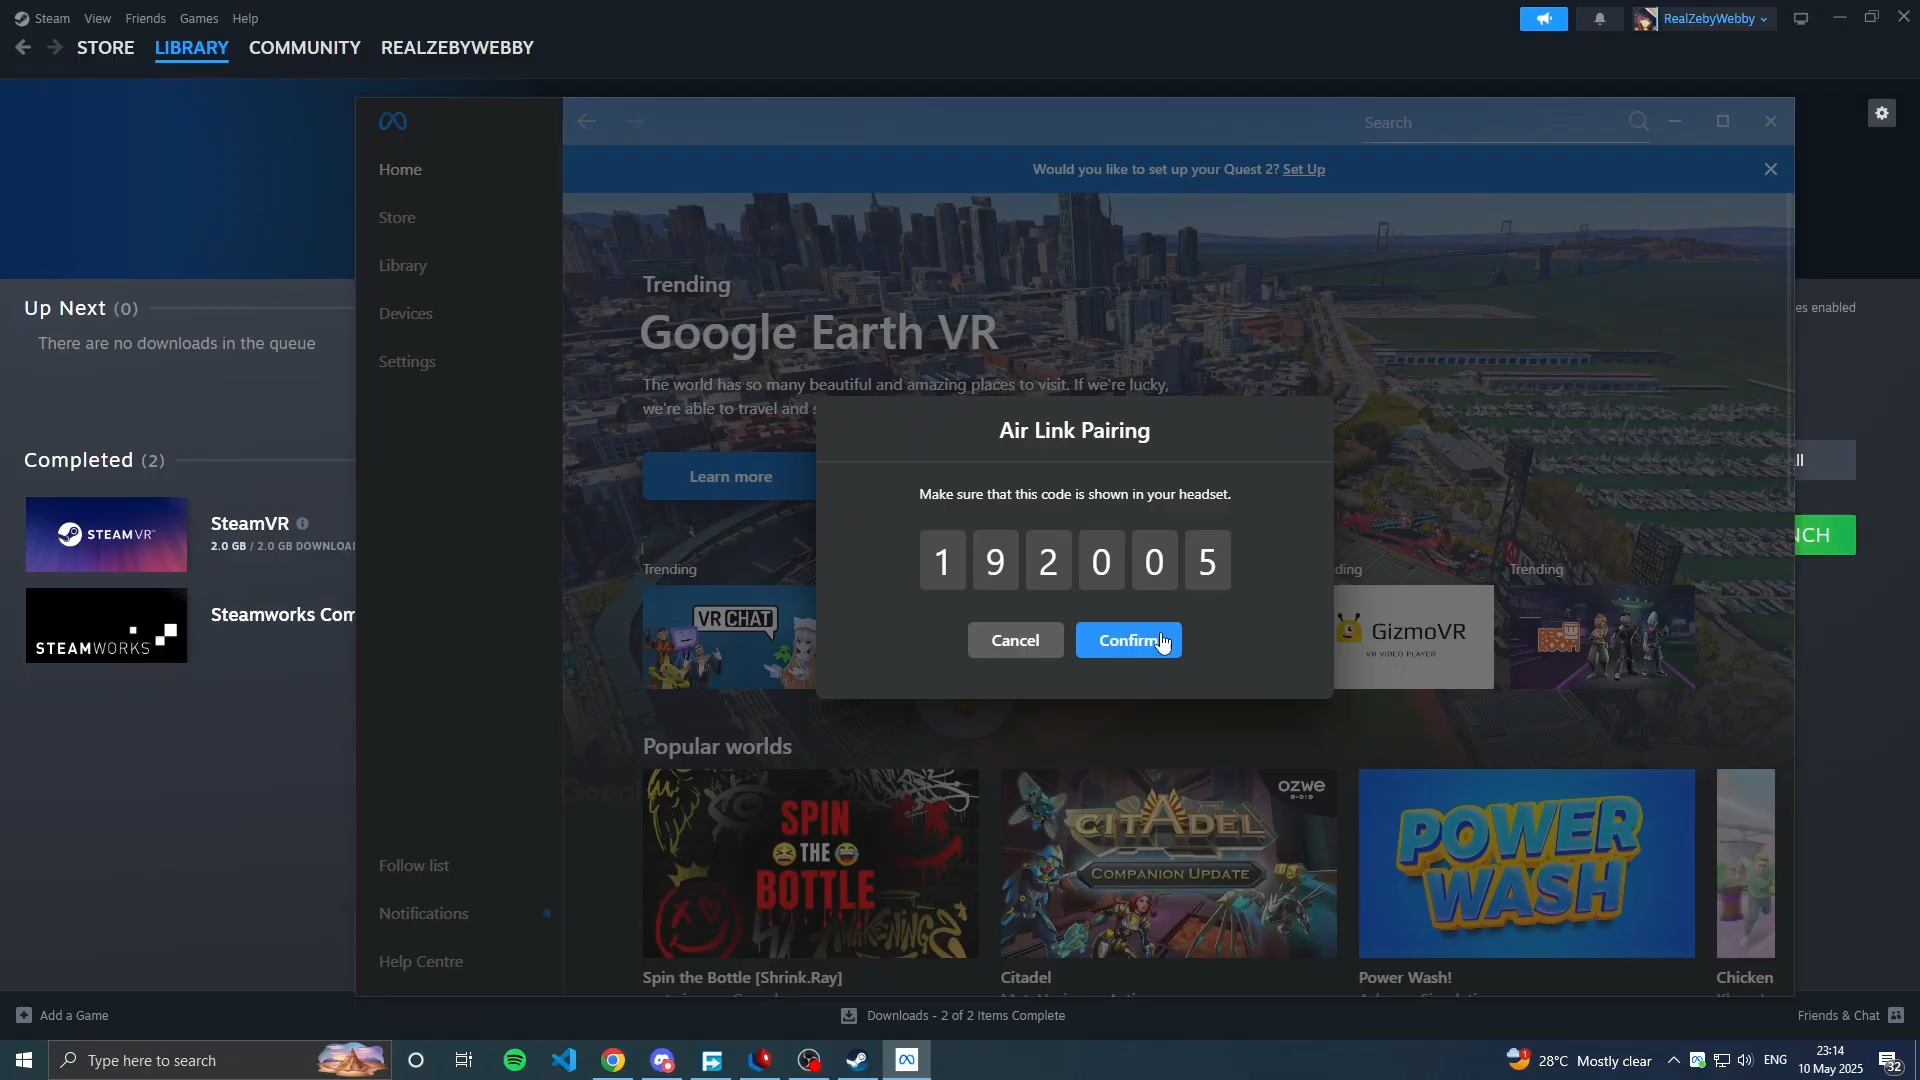 Steam View Friends Games Help
RealZebyWebby
STORE LIBRARY COMMUNITY REALZEBYWEBBY
Search
Home
Would you like to set up your Quest 2? Set Up
Store
Library
Devices
Settings
Trending
Google Earth VR
The world has so many beautiful and amazing places to visit. If we're lucky,
we're able to travel and s
Learn more
Up Next (0)
There are no downloads in the queue
es enabled
Completed (2)
ll
STEAMVR
SteamVR
2.0 GB / 2.0 GB DOWNLOA
NCH
STEAMWORKS
Steamworks Com
Air Link Pairing
Make sure that this code is shown in your headset.
1 9 2 0 0 5
Cancel Confirm
Trending
ding
Trending
VRCHAT
GizmoVR
VR VIDEO PLAYER
Popular worlds
SPIN
THE
BOTTLE
OZWE
CITADEL
COMPANION UPDATE
POWER
WASH
Spin the Bottle [Shrink.Ray]
Citadel
Power Wash!
Chicken
Follow list
Notifications
Help Centre
Add a Game
Downloads - 2 of 2 Items Complete
Friends & Chat
Type here to search
28°C Mostly clear
ENG
23:14
10 May 2025
32